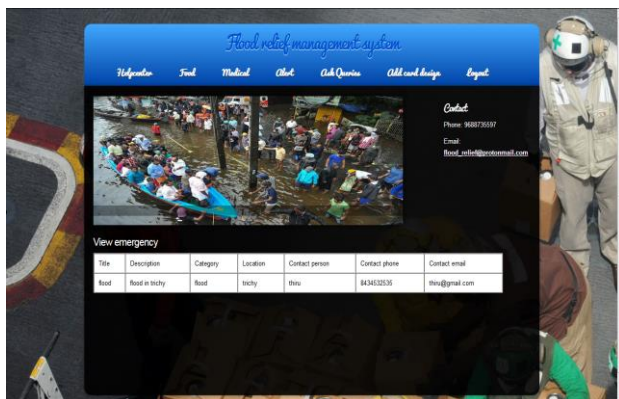 Flood relief management system
Helpcenter Food Medical Alert Ask Queries Add card design Logout
Contact
Phone: 9688735597
Email:
flood_relief@protonmail.com
View emergency
Title Description Category Location Contact person Contact phone Contact email
flood flood in trichy flood trichy thiru 8434532535 thiru@gmail.com